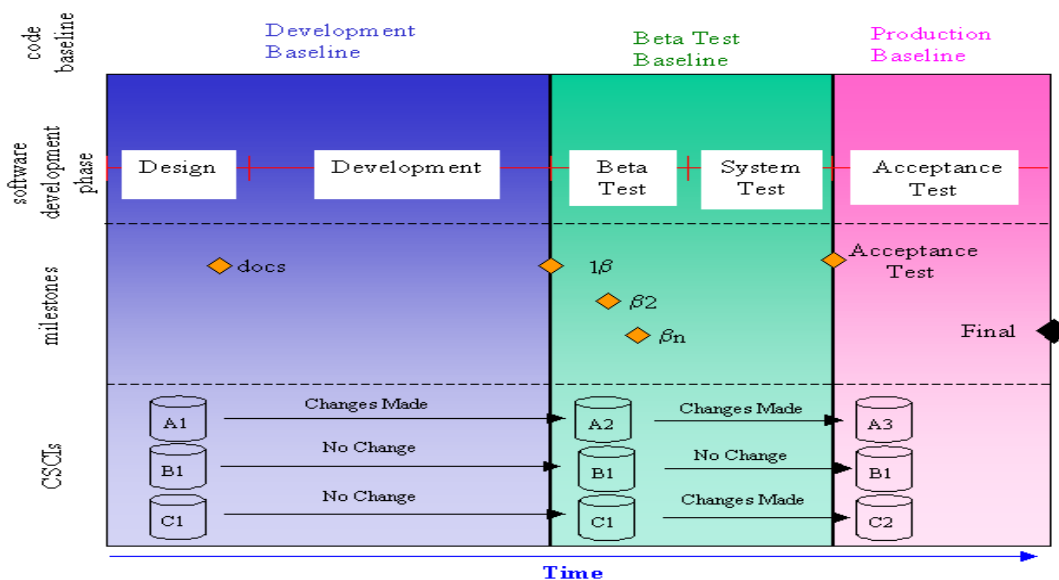 code
baseline
Development
Baseline
Beta Test
Baseline
Production
Baseline
software
development
phase
Design
Development
Beta
Test
System
Test
Acceptance
Test
milestones
docs
1β
β2
βn
Acceptance
Test
Final
CSCIs
A1
Changes Made
A2
Changes Made
A3
B1
No Change
B1
No Change
B1
C1
No Change
C1
Changes Made
C2
Time